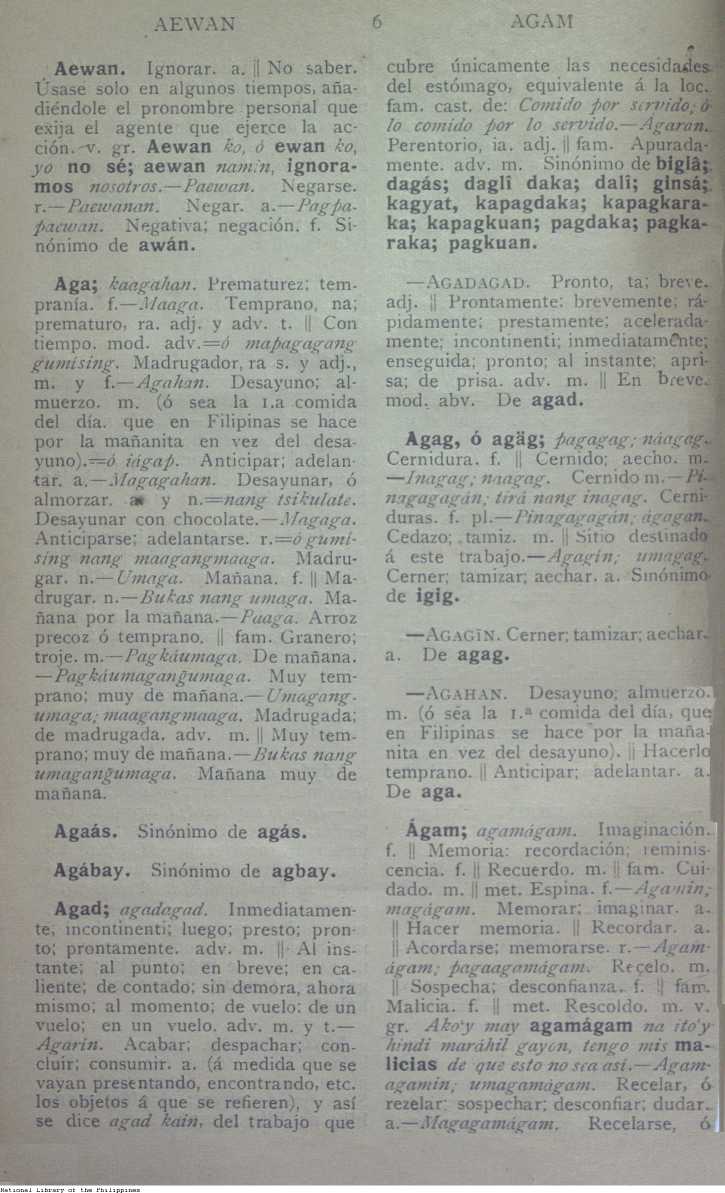 AEWAN 6 AGAM
Aewan. Ignorar. a. || No saber.
Úsase solo en algunos tiempos, aña-
diéndole el pronombre personal que
exija el agente que ejerce la ac-
ción.-v. gr. Aewan ko, ó ewan ko,
yo no sé; aewan namin, ignora-
mos nosotros.—Paewan. Negarse.
r.—Paewanan. Negar. a.—Pagpa-
paewan. Negativa; negación. f. Si-
nónimo de awán.
Aga; kaagahan. Prematurez; tem-
pranía. f.—Maaga. Temprano, na;
prematuro, ra. adj. y adv. t. || Con
tiempo. mod. adv.=ó mapagagang
gumising. Madrugador, ra s. y adj.,
m. y f.—Agahan. Desayuno; al-
muerzo. m. (ó sea la 1.a comida
del día. que en Filipinas se hace
por la mañanita en vez del desa-
yuno).=ó iágap. Anticipar; adelan-
tar. a.—Magagahan. Desayunar, ó
almorzar. a. y n.=nang tsikulate.
Desayunar con chocolate.—Magaga.
Anticiparse; adelantarse. r.=ó gumi-
sing nang maagangmaaga. Madru-
gar. n.—Umaga. Mañana. f. || Ma-
drugar. n.—Bukas nang umaga. Ma-
ñana por la mañana.—Paaga. Arroz
precoz ó temprano. || fam. Granero;
troje. m.—Pagkáumaga. De mañana.
—Pagkáumagang̃umaga. Muy tem-
prano; muy de mañana.—Umagang-
umaga; maagangmaaga. Madrugada;
de madrugada. adv. m. || Muy tem-
prano; muy de mañana.—Bukas nang
umagang̃umaga. Mañana muy de
mañana.
Agaás. Sinónimo de agás.
Agábay. Sinónimo de agbay.
Agad; agadagad. Inmediatamen-
te; incontinenti; luego; presto; pron-
to; prontamente. adv. m. || Al ins-
tante; al punto; en breve; en ca-
liente; de contado; sin demora, ahora
mismo; al momento; de vuelo: de un
vuelo; en un vuelo. adv. m. y t.—
Agarin. Acabar; despachar; con-
cluir; consumir. a. (á medida que se
vayan presentando, encontrando, etc.
los objetos á que se refieren), y así
se dice agad kain, del trabajo que
cubre únicamente las necesidades
del estómago, equivalente á la loc.
fam. cast. de: Comido por servido; ó
lo comido por lo servido.—Agaran.
Perentorio, ia. adj. || fam. Apurada-
mente. adv. m. Sinónimo de biglâ;
dagás; daglî daka; dalî; ginsá;
kagyat, kapagdaka; kapagkara-
ka; kapagkuan; pagdaka; pagka-
raka; pagkuan.
—AGADAGAD. Pronto, ta; breve.
adj. || Prontamente: brevemente; rá-
pidamente; prestamente; acelerada-
mente; incontinenti; inmediatamente;
enseguida; pronto; al instante; apri-
sa; de prisa. adv. m. || En breve.
mod. abv. De agad.
Agag, ó agäg; pagagag; náagag.
Cernidura. f. || Cernido; aecho. m.
—Inagag; naagag. Cernido m.—Pi-
nagagagán; tirá nang inagag. Cerni-
duras. f. pl.—Pinagagagán; ágagan.
Cedazo; tamiz. m. || Sitio destinado
á este trabajo.—Agagin; umagag.
Cerner; tamizar; aechar. a. Sinónimo
de igig.
—AGAGĪN. Cerner; tamizar; aechar.
a. De agag.
—AGAHAN. Desayuno; almuerzo.
m. (ó séa la 1.ª comida del día, que
en Filipinas se hace por la maña-
nita en vez del desayuno). || Hacerlo
temprano. || Anticipar; adelantar. a.
De aga.
Ágam; agamágam. Imaginación.
f. || Memoria: recordación; reminis-
cencia. f. || Recuerdo. m. || fam. Cui-
dado. m. || met. Espina. f.—Agamin;
magágam. Memorar; imaginar. a.
|| Hacer memoria. || Recordar. a.
|| Acordarse; memorarse. r.—Agam-
ágam; pagaagamágam. Recelo. m.
|| Sospecha; desconfianza. f. || fam.
Malicia. f. || met. Rescoldo. m. v.
gr. Ako'y may agamágam na ito'y
hindi maráhil gayon, tengo mis ma-
licias de que esto no sea así.—Agam-
agamin; umagamágam. Recelar, ó
rezelar: sospechar; desconfiar; dudar.
a.—Magagamágam. Recelarse, ó
National Library of the Philippines